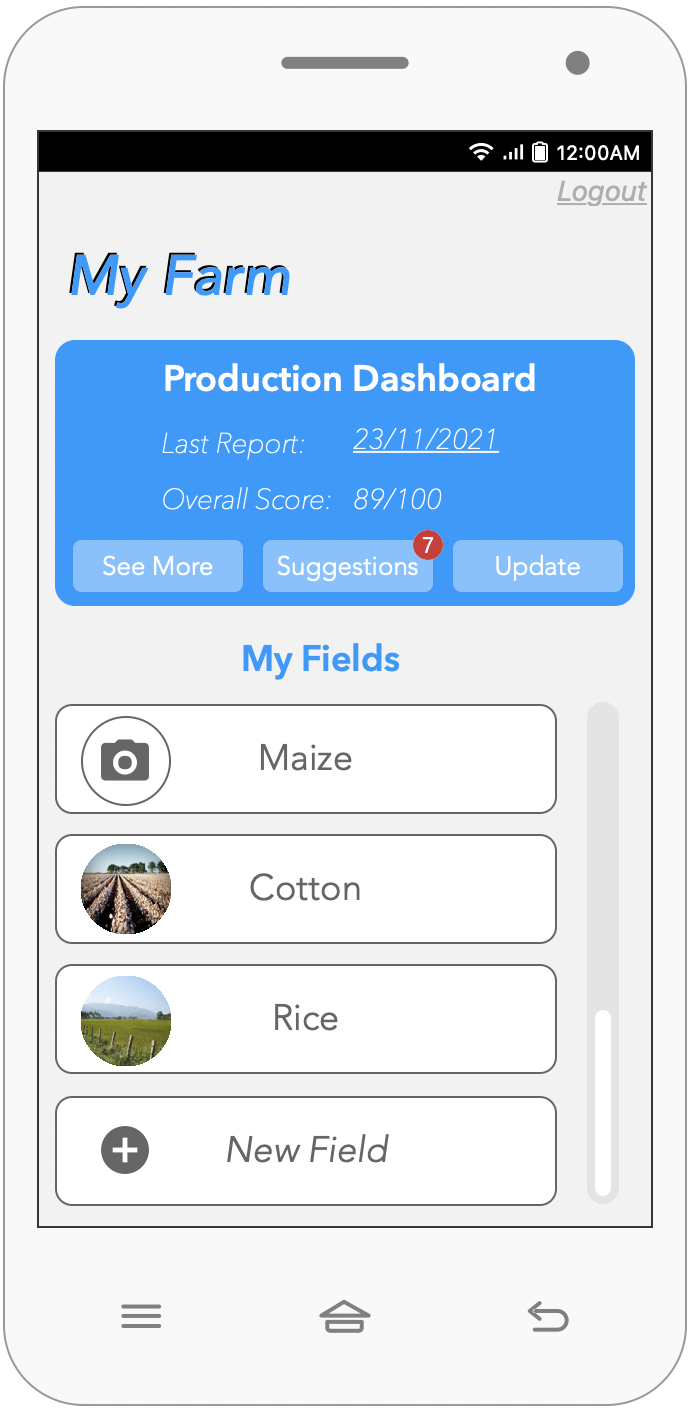 12:00AM
Logout
My Farm
Production Dashboard
Last Report: 23/11/2021
Overall Score: 89/100
See More Suggestions 7 Update
My Fields
Maize
Cotton
Rice
New Field